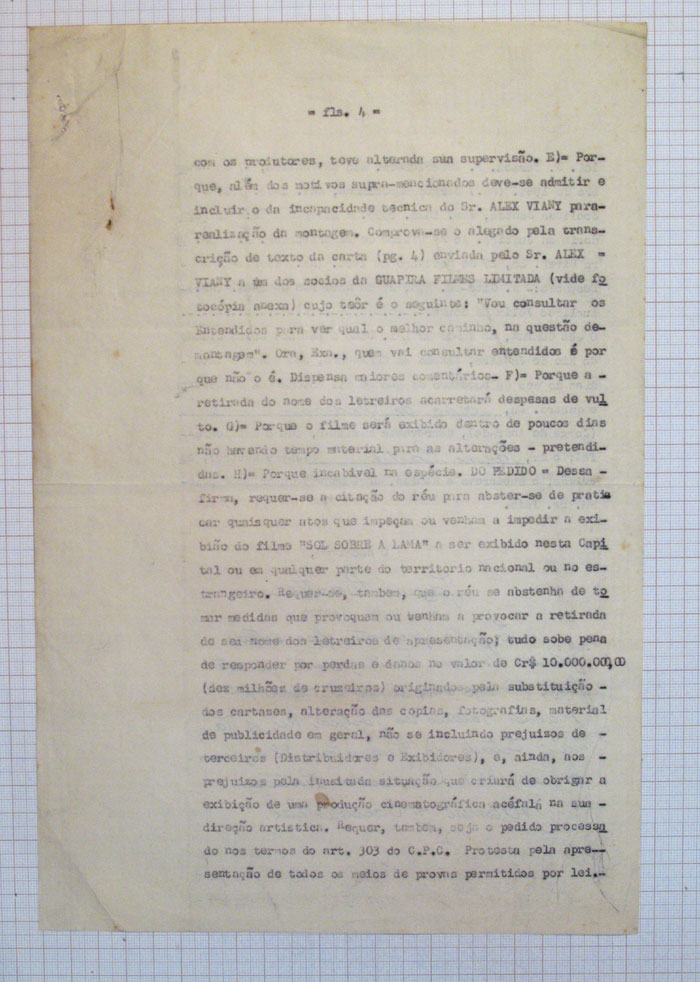 = fls. 4 =
com os produtores, teve alterada sua supervisão. E)= Por-
que, além dos motivos supra-mencionados deve-se admitir e
incluir o da incapacidade técnica do Sr. ALEX VIANY para-
realização da montagem. Comprova-se o alegado pela trans-
crição de texto da carta (pg. 4) enviada pelo Sr. ALEX =
VIANY a um dos socios da GUAPIRA FILMES LIMITADA (vide fo
tocópia anexa) cujo teôr é o seguinte: "Vou consultar os
Entendidos para ver qual o melhor caminho, na questão de-
montagem". Ora, Exa., quem vai consultar entendidos é por
que não o é. Dispensa maiores comentários- F)= Porque a -
retirada do nome dos letreiros acarretará despesas de vul
to. G)= Porque o filme será exibido dentro de poucos dias
não havendo tempo material para as alterações - pretendi-
das. H)= Porque incabivel na espécie. DO PEDIDO = Dessa -
firma, requer-se a citação do réu para abster-se de prati
car quaisquer atos que impeçam ou venham a impedir a exi-
bião do filme "SOL SOBRE A LAMA" a ser exibido nesta Capi
tal ou em qualquer parte do territorio nacional ou no es-
trangeiro. Requer-se, tambem, que o réu se abstenha de to
mar medidas que provoquem ou venham a provocar a retirada
de seu nome dos letreiros de apresentação; tudo sobe pena
de responder por perdas e danos no valor de Cr$ 10.000.000,00
(dez milhões de cruzeiros) originados pela substituição -
dos cartazes, alteração das copias, fotografias, material
de publicidade em geral, não se incluindo prejuizos de -
terceiros (Distribuidores e Exibidores), e, ainda, aos -
prejuizos pela inusitada situação que criará de obrigar a
exibição de uma produção cinematográfica acéfala na sua-
direção artistica. Requer, tambem, seja o pedido processa
do nos termos do art. 303 do C.P.C. Protesta pela apre--
sentação de todos os meios de provas permitidos por lei.-